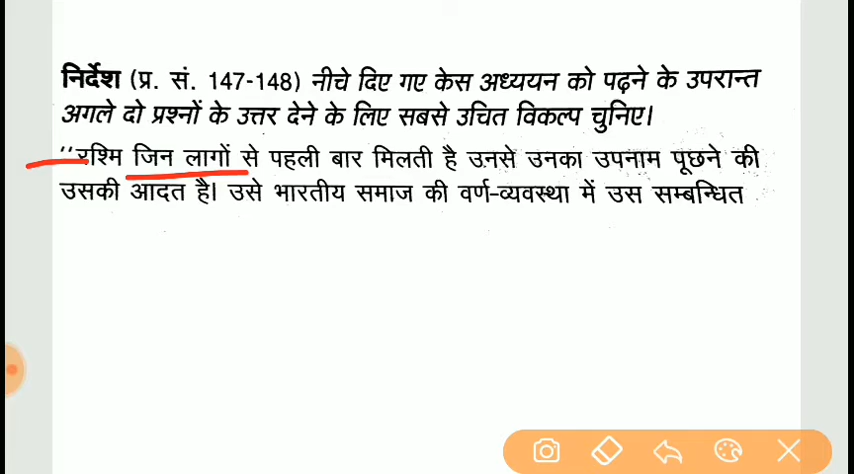 निर्देश (प्र. सं. 147-148) नीचे दिए गए केस अध्ययन को पढ़ने के उपरान्त
अगले दो प्रश्नों के उत्तर देने के लिए सबसे उचित विकल्प चुनिए।
''रश्मि जिन लागों से पहली बार मिलती है उनसे उनका उपनाम पूछने की
उसकी आदत है। उसे भारतीय समाज की वर्ण-व्यवस्था में उस सम्बन्धित